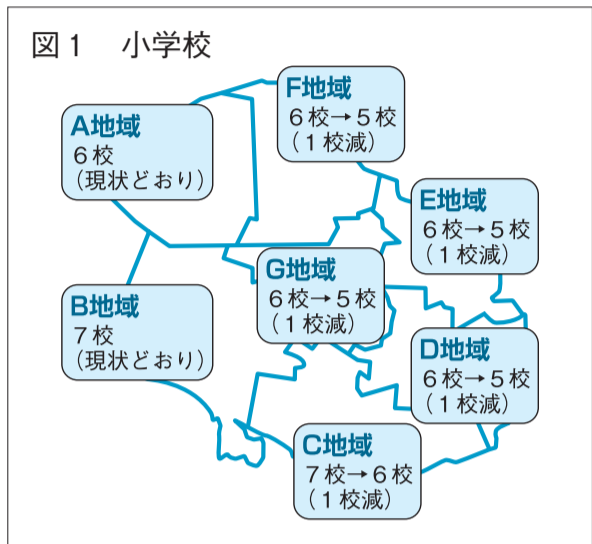 図1 小学校
F地域
6校→5校
(1校減)
A地域
6校
(現状どおり)
E地域
6校→5校
(1校減)
G地域
6校→5校
(1校減)
B地域
7校
(現状どおり)
D地域
6校→5校
(1校減)
C地域
7校→6校
(1校減)